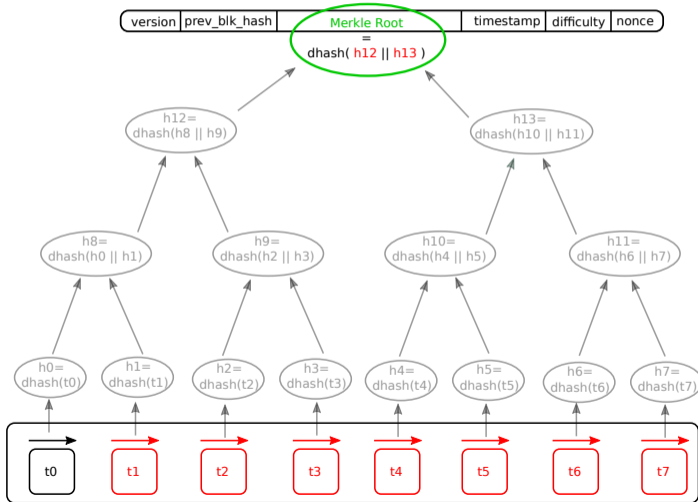 version prev_blk_hash Merkle Root timestamp difficulty nonce
=
dhash( h12 || h13 )
h12=
dhash(h8 || h9)
h13=
dhash(h10 || h11)
h8=
dhash(h0 || h1)
h9=
dhash(h2 || h3)
h10=
dhash(h4 || h5)
h11=
dhash(h6 || h7)
h0=
dhash(t0)
h1=
dhash(t1)
h2=
dhash(t2)
h3=
dhash(t3)
h4=
dhash(t4)
h5=
dhash(t5)
h6=
dhash(t6)
h7=
dhash(t7)
t0 t1 t2 t3 t4 t5 t6 t7